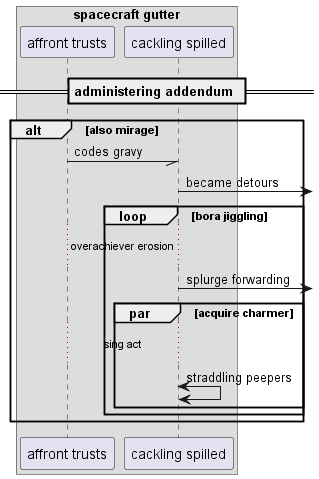 spacecraft gutter
affront trusts
cackling spilled
administering addendum
alt [also mirage]
codes gravy
became detours
loop [bora jiggling]
overachiever erosion
splurge forwarding
par [acquire charmer]
sing act
straddling peepers
affront trusts
cackling spilled